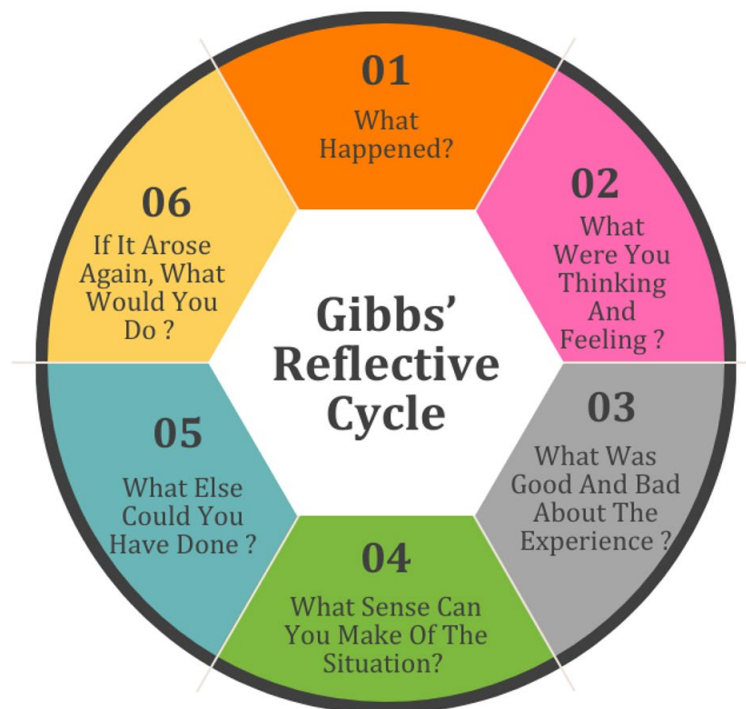 01
What
Happened?
02
What
Were You
Thinking
And
Feeling ?
03
What Was
Good And Bad
About The
Experience ?
04
What Sense Can
You Make Of The
Situation?
05
What Else
Could You
Have Done ?
06
If It Arose
Again, What
Would You
Do ?
Gibbs’
Reflective
Cycle